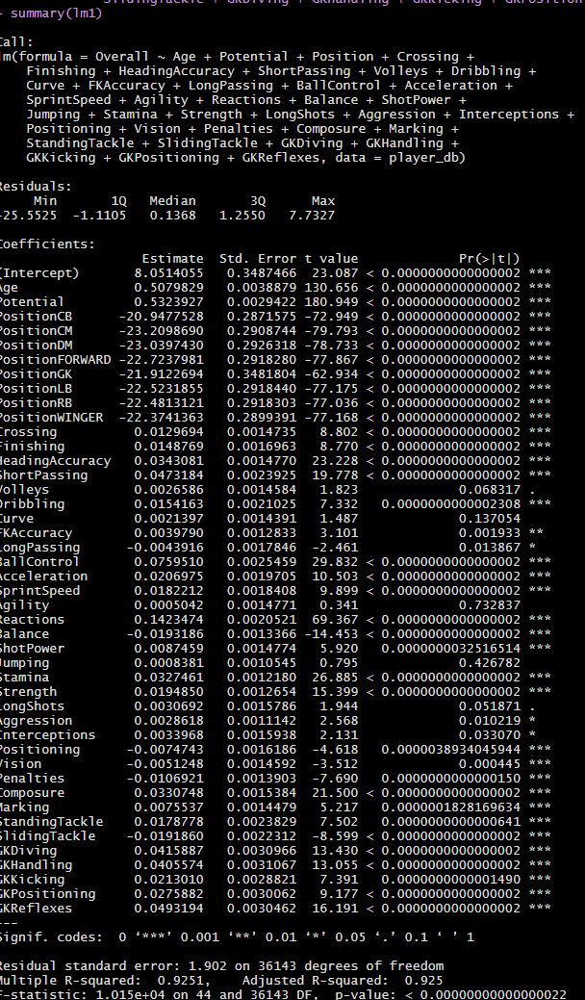 SlidingTackle + GKDiving + GKHandling + GKKicking + GKPosition
+ summary(lm1)
Call:
lm(formula = Overall ~ Age + Potential + Position + Crossing +
Finishing + HeadingAccuracy + ShortPassing + Volleys + Dribbling +
Curve + FKAccuracy + LongPassing + BallControl + Acceleration +
SprintSpeed + Agility + Reactions + Balance + ShotPower +
Jumping + Stamina + Strength + LongShots + Aggression + Interceptions +
Positioning + Vision + Penalties + Composure + Marking +
StandingTackle + SlidingTackle + GKDiving + GKHandling +
GKKicking + GKPositioning + GKReflexes, data = player_db)
Residuals:
Min 1Q Median 3Q Max
-25.5525 -1.1105 0.1368 1.2550 7.7327
Coefficients:
Estimate Std. Error t value Pr(>|t|)
(Intercept) 8.0514055 0.3487466 23.087 < 0.0000000000000002 ***
Age 0.5079829 0.0038879 130.656 < 0.0000000000000002 ***
Potential 0.5323927 0.0029422 180.949 < 0.0000000000000002 ***
PositionCB -20.9477528 0.2871575 -72.949 < 0.0000000000000002 ***
PositionCM -23.2098690 0.2908744 -79.793 < 0.0000000000000002 ***
PositionDM -23.0397430 0.2926318 -78.733 < 0.0000000000000002 ***
PositionFORWARD -22.7237981 0.2918280 -77.867 < 0.0000000000000002 ***
PositionGK -21.9122694 0.3481804 -62.934 < 0.0000000000000002 ***
PositionLB -22.5231855 0.2918440 -77.175 < 0.0000000000000002 ***
PositionRB -22.4813121 0.2918303 -77.036 < 0.0000000000000002 ***
PositionWINGER -22.3741363 0.2899391 -77.168 < 0.0000000000000002 ***
Crossing 0.0129694 0.0014735 8.802 < 0.0000000000000002 ***
Finishing 0.0148769 0.0016963 8.770 < 0.0000000000000002 ***
HeadingAccuracy 0.0343081 0.0014770 23.228 < 0.0000000000000002 ***
ShortPassing 0.0473184 0.0023925 19.778 < 0.0000000000000002 ***
Volleys 0.0026586 0.0014584 1.823 0.068317 .
Dribbling 0.0154163 0.0021025 7.332 0.0000000000002308 ***
Curve 0.0021397 0.0014391 1.487 0.137054
FKAccuracy 0.0039790 0.0012833 3.101 0.001933 **
LongPassing -0.0043916 0.0017846 -2.461 0.013867 *
BallControl 0.0759510 0.0025459 29.832 < 0.0000000000000002 ***
Acceleration 0.0206975 0.0019705 10.503 < 0.0000000000000002 ***
SprintSpeed 0.0182212 0.0018408 9.899 < 0.0000000000000002 ***
Agility 0.0005042 0.0014771 0.341 0.732837
Reactions 0.1423474 0.0020521 69.367 < 0.0000000000000002 ***
Balance -0.0193186 0.0013366 -14.453 < 0.0000000000000002 ***
ShotPower 0.0087459 0.0014774 5.920 0.0000000032516514 ***
Jumping 0.0008381 0.0010545 0.795 0.426782
Stamina 0.0327461 0.0012180 26.885 < 0.0000000000000002 ***
Strength 0.0194850 0.0012654 15.399 < 0.0000000000000002 ***
LongShots 0.0030692 0.0015786 1.944 0.051871 .
Aggression 0.0028618 0.0011142 2.568 0.010219 *
Interceptions 0.0033968 0.0015938 2.131 0.033070 *
Positioning -0.0074743 0.0016186 -4.618 0.0000038934045944 ***
Vision -0.0051248 0.0014592 -3.512 0.000445 ***
Penalties -0.0106921 0.0013903 -7.690 0.0000000000000150 ***
Composure 0.0330748 0.0015384 21.500 < 0.0000000000000002 ***
Marking 0.0075537 0.0014479 5.217 0.0000001828169634 ***
StandingTackle 0.0178778 0.0023829 7.502 0.0000000000000641 ***
SlidingTackle -0.0191860 0.0022312 -8.599 < 0.0000000000000002 ***
GKDiving 0.0415887 0.0030966 13.430 < 0.0000000000000002 ***
GKHandling 0.0405574 0.0031067 13.055 < 0.0000000000000002 ***
GKKicking 0.0213010 0.0028821 7.391 0.0000000000001490 ***
GKPositioning 0.0275882 0.0030062 9.177 < 0.0000000000000002 ***
GKReflexes 0.0493194 0.0030462 16.191 < 0.0000000000000002 ***
---
Signif. codes: 0 ‘***’ 0.001 ‘**’ 0.01 ‘*’ 0.05 ‘.’ 0.1 ‘ ’ 1
Residual standard error: 1.902 on 36143 degrees of freedom
Multiple R-squared: 0.9251, Adjusted R-squared: 0.925
F-statistic: 1.015e+04 on 44 and 36143 DF, p-value: < 0.00000000000000022